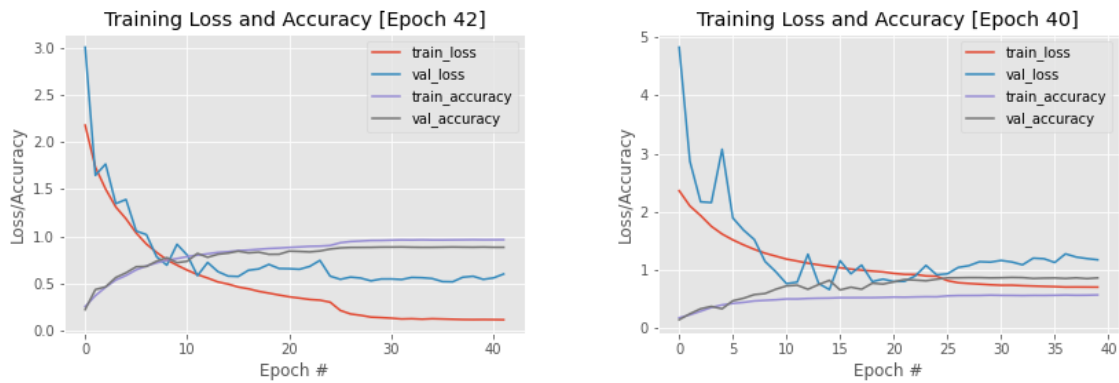 Training Loss and Accuracy [Epoch 42]
3.0
2.5
2.0
1.5
1.0
0.5
0.0
Loss/Accuracy
train_loss
val_loss
train_accuracy
val_accuracy
0 10 20 30 40
Epoch #
Training Loss and Accuracy [Epoch 40]
5
4
3
2
1
0
Loss/Accuracy
train_loss
val_loss
train_accuracy
val_accuracy
0 5 10 15 20 25 30 35 40
Epoch #